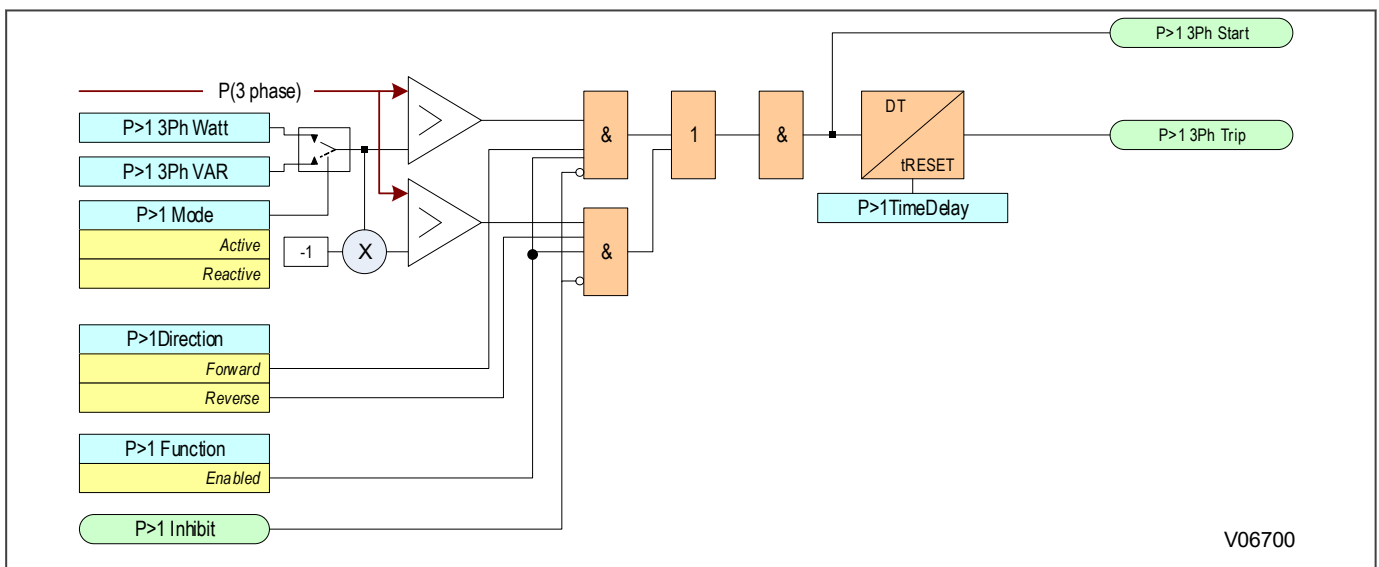 P>1 3Ph Start
P(3 phase)
P>1 3Ph Watt
P>1 3Ph VAR
P>1 Mode
Active
Reactive
-1
X
>
>
&
&
1
&
DT
tRESET
P>1TimeDelay
P>1 3Ph Trip
P>1Direction
Forward
Reverse
P>1 Function
Enabled
P>1 Inhibit
V06700